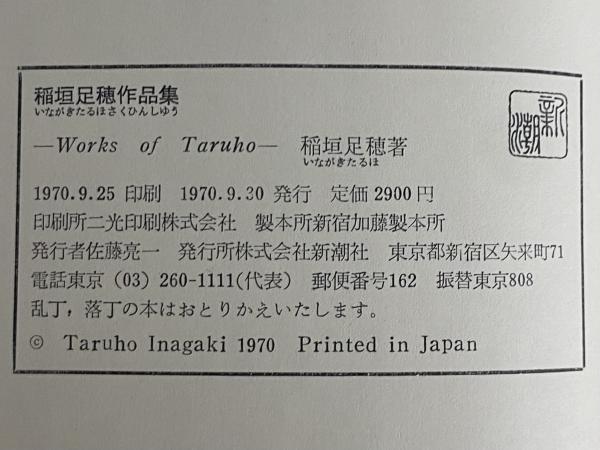 稲垣足穂作品集
いながきたるほさくひんしゆう
—Works of Taruho— 稲垣足穂著
いながきたるほ
新潮
1970.9.25 印刷 1970.9.30 発行 定価 2900円
印刷所二光印刷株式会社 製本所新宿加藤製本所
発行者佐藤亮一 発行所株式会社新潮社 東京都新宿区矢来町71
電話東京（03）260-1111(代表） 郵便番号162 振替東京808
乱丁，落丁の本はおとりかえいたします。
© Taruho Inagaki 1970 Printed in Japan